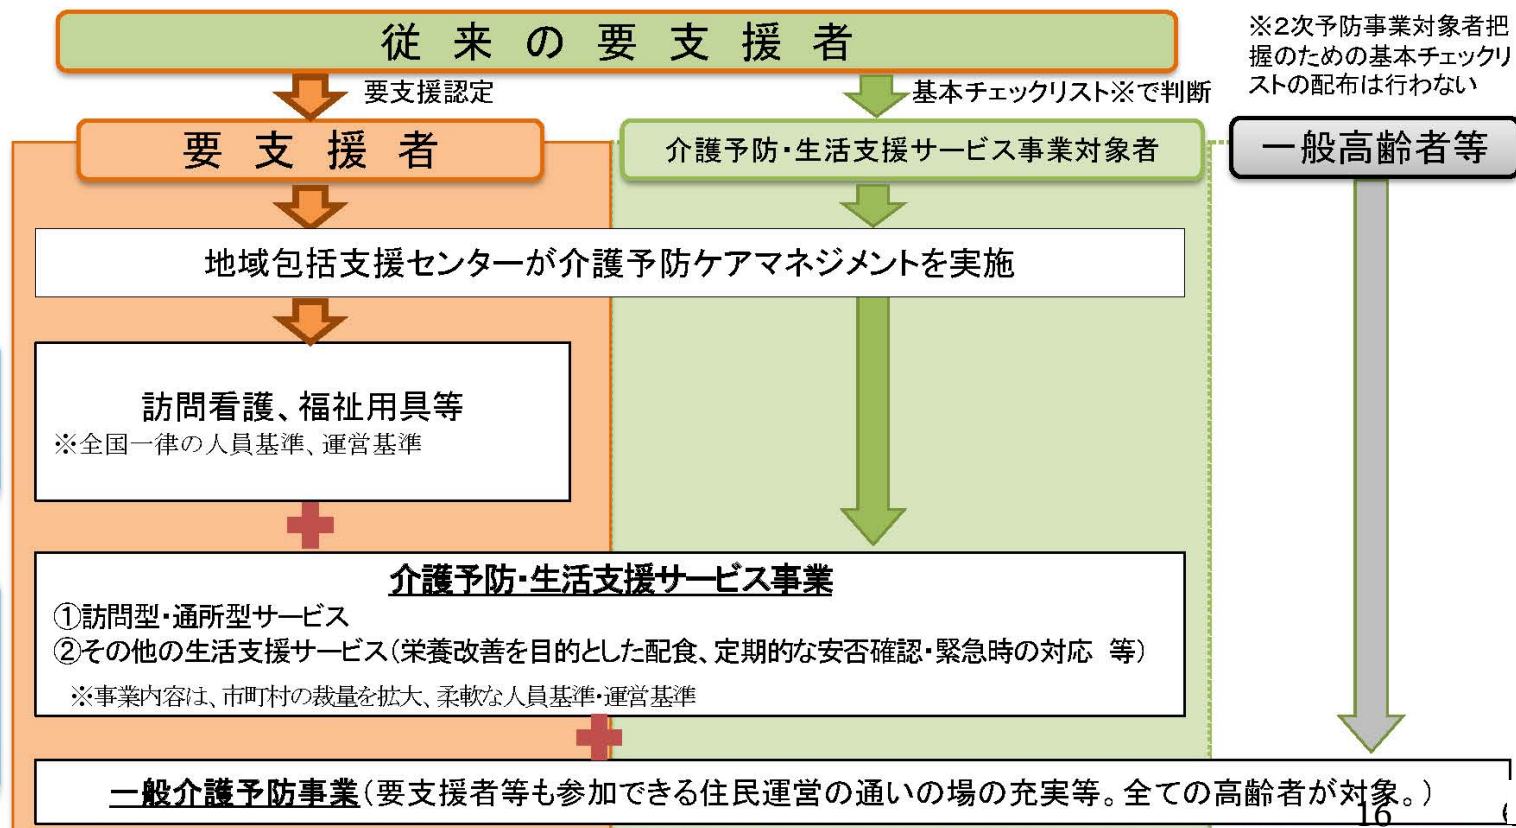 従来の要支援者
※２次予防事業対象者把
握のための基本チェックリ
ストの配布は行わない
要支援認定
基本チェックリスト※で判断
要支援者
介護予防・生活支援サービス事業対象者
一般高齢者等
地域包括支援センターが介護予防ケアマネジメントを実施
訪問看護、福祉用具等
※全国一律の人員基準、運営基準
介護予防・生活支援サービス事業
①訪問型・通所型サービス
②その他の生活支援サービス（栄養改善を目的とした配食、定期的な安否確認・緊急時の対応　等）
※事業内容は、市町村の裁量を拡大、柔軟な人員基準・運営基準
一般介護予防事業（要支援者等も参加できる住民運営の通いの場の充実等。全ての高齢者が対象。）
16